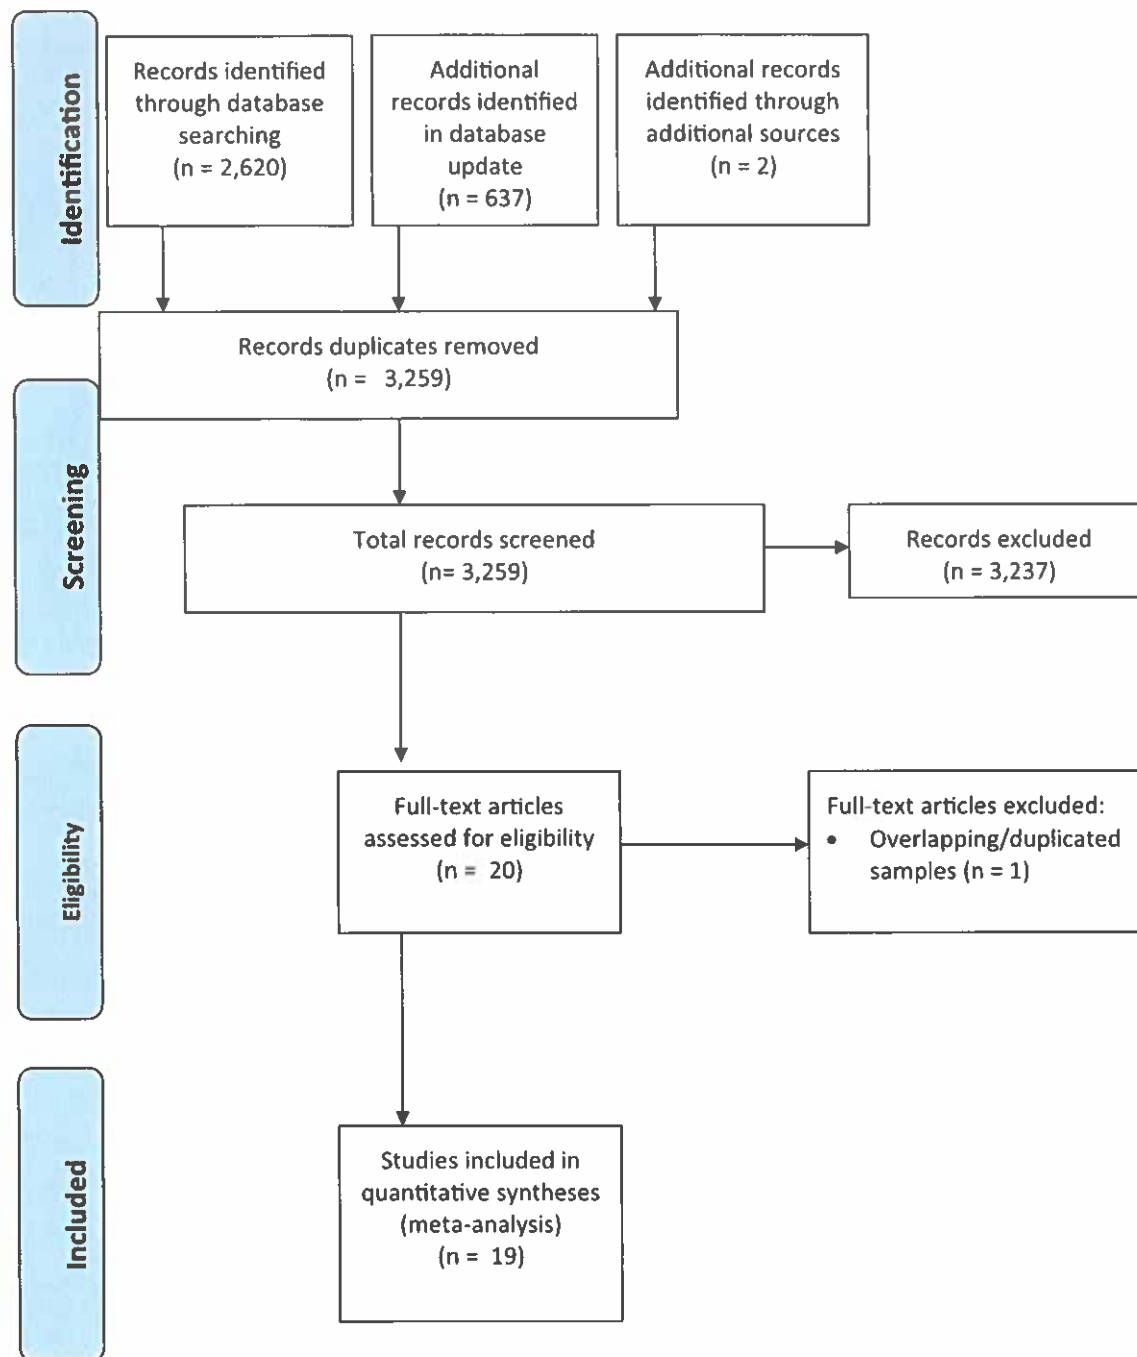 Identification
Records identified
through database
searching
(n = 2,620)
Additional
records identified
in database
update
(n = 637)
Additional records
identified through
additional sources
(n = 2)
Records duplicates removed
(n = 3,259)
Screening
Total records screened
(n= 3,259)
Records excluded
(n = 3,237)
Eligibility
Full-text articles
assessed for eligibility
(n = 20)
Full-text articles excluded:
• Overlapping/duplicated
samples (n = 1)
Included
Studies included in
quantitative syntheses
(meta-analysis)
(n = 19)